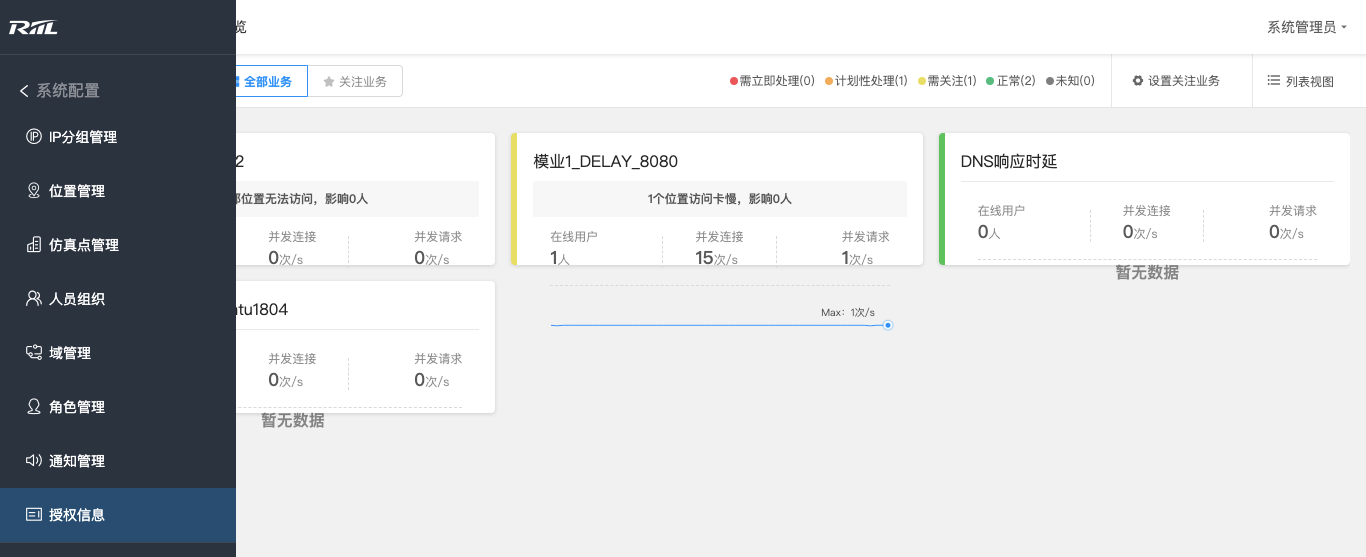 RIIL
系统配置
IP分组管理
位置管理
仿真点管理
人员组织
域管理
角色管理
通知管理
授权信息
览
系统管理员
全部业务
关注业务
需立即处理(0) 计划性处理(1) 需关注(1) 正常(2) 未知(0)
设置关注业务
列表视图
2
位置无法访问，影响0人
并发连接 并发请求
0次/s 0次/s
模业1_DELAY_8080
1个位置访问卡慢，影响0人
在线用户 并发连接 并发请求
1人 15次/s 1次/s
Max：1次/s
DNS响应时延
在线用户 并发连接 并发请求
0人 0次/s 0次/s
暂无数据
ntu1804
并发连接 并发请求
0次/s 0次/s
暂无数据